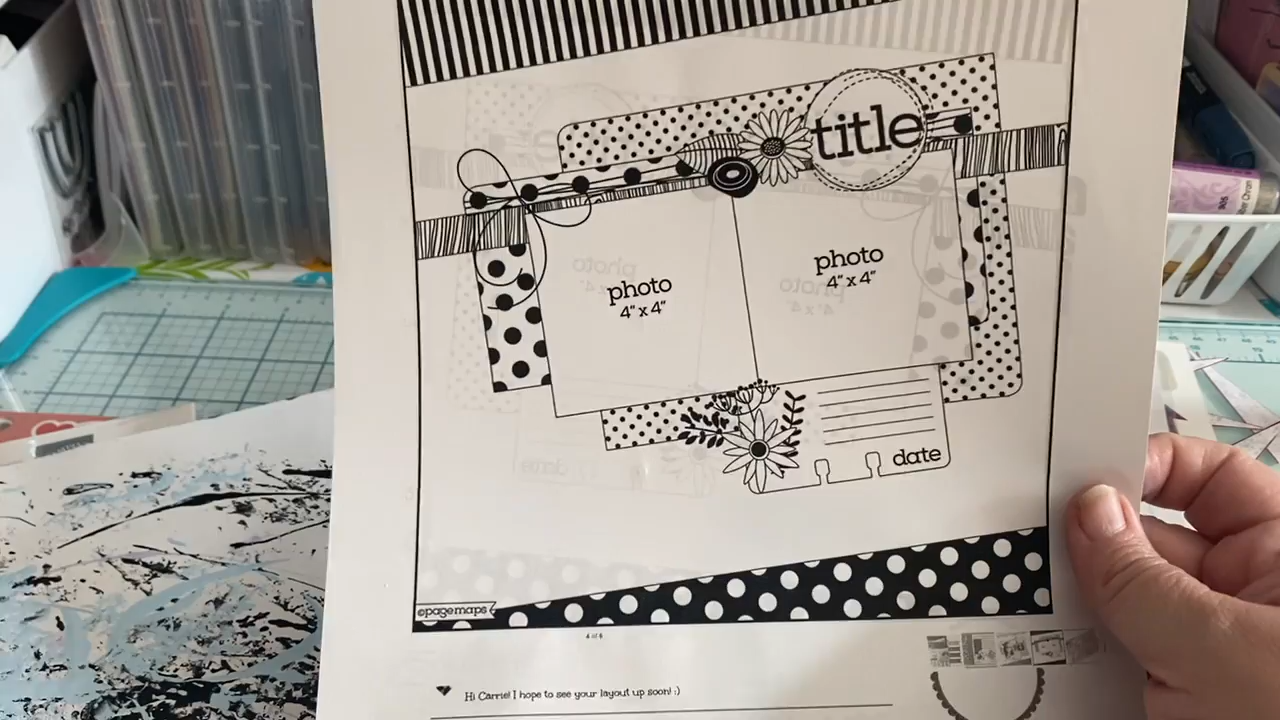 title
photo
4" x 4"
photo
4" x 4"
date
©pagemaps
4 of 4
Hi Carrie! I hope to see your layout up soon! :)